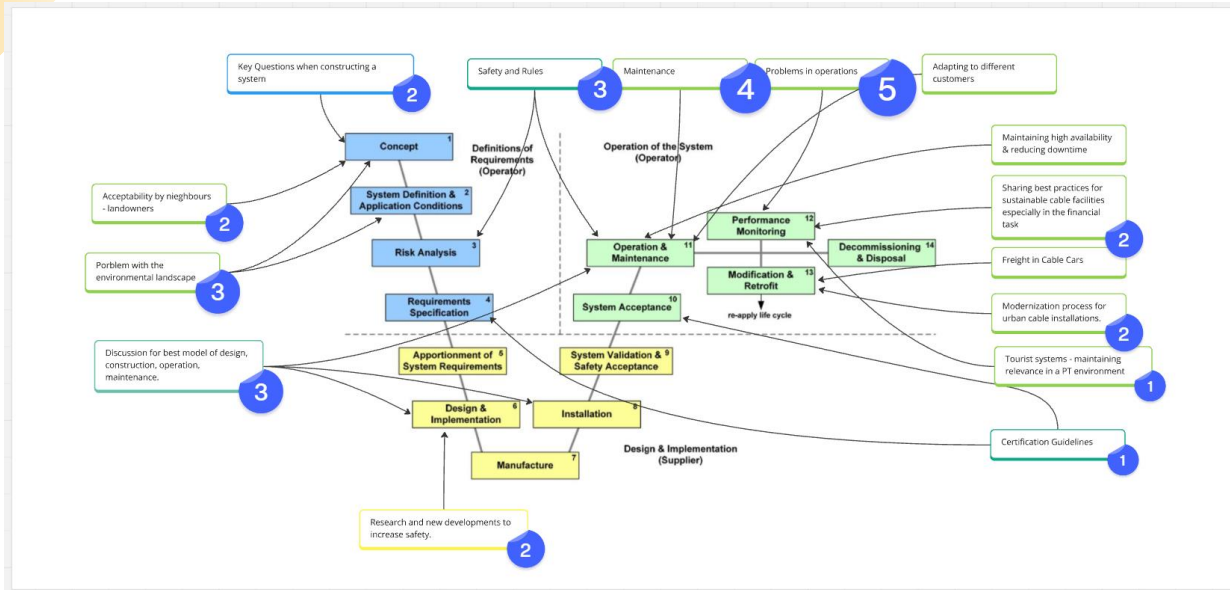 Key Questions when constructing a
system
2
Safety and Rules
3
Maintenance
4
Problems in operations
5
Adapting to different
customers
Concept
1
Definitions of
Requirements
(Operator)
Operation of the System
(Operator)
Maintaining high availability
& reducing downtime
Acceptability by nieghbours
- landowners
2
System Definition &
Application Conditions
2
Sharing best practices for
sustainable cable facilities
especially in the financial
task
2
Performance
Monitoring
12
Risk Analysis
3
Operation &
Maintenance
11
Decommissioning
& Disposal
14
Porblem with the
environmental landscape
3
Freight in Cable Cars
Modification &
Retrofit
13
Requirements
Specification
4
System Acceptance
10
re-apply life cycle
Modernization process for
urban cable installations.
2
Discussion for best model of design,
construction, operation,
maintenance.
3
Apportionment of
System Requirements
5
System Validation &
Safety Acceptance
9
Tourist systems - maintaining
relevance in a PT environment
1
Design &
Implementation
6
Installation
8
Certification Guidelines
1
Design & Implementation
(Supplier)
Manufacture
7
Research and new developments to
increase safety.
2